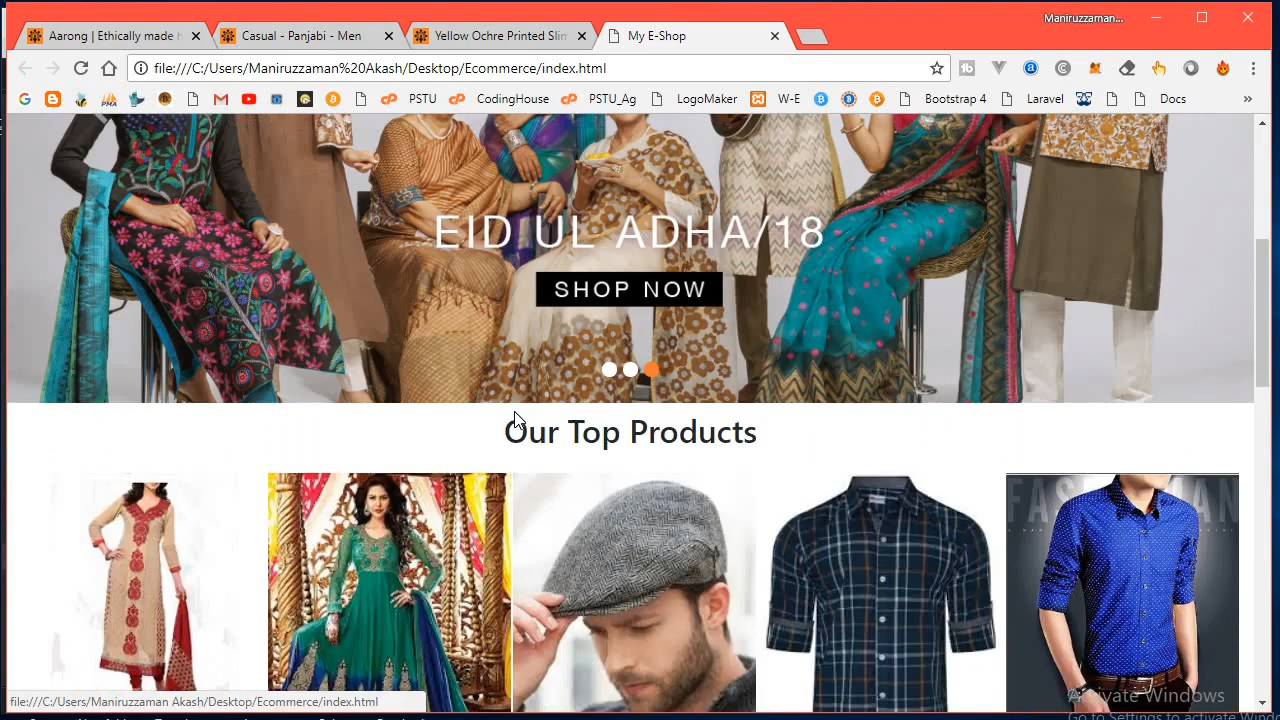 Maniruzzaman...
Aarong | Ethically made h
Casual - Panjabi - Men
Yellow Ochre Printed Slim
My E-Shop
file:///C:/Users/Maniruzzaman%20Akash/Desktop/Ecommerce/index.html
PMA
PSTU
CodingHouse
PSTU_Ag
LogoMaker
W-E
Bootstrap 4
Laravel
Docs
EID UL ADHA/18
SHOP NOW
Our Top Products
Activate Windows
file:///C:/Users/Maniruzzaman Akash/Desktop/Ecommerce/index.html
Go to Settings to activate Wind